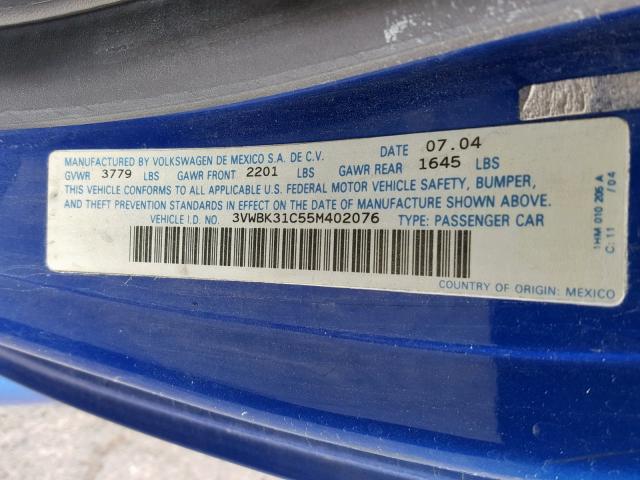 MANUFACTURED BY VOLKSWAGEN DE MEXICO S.A. DE C.V. DATE 07.04
GVWR 3779 LBS GAWR FRONT 2201 LBS GAWR REAR 1645 LBS
THIS VEHICLE CONFORMS TO ALL APPLICABLE U.S. FEDERAL MOTOR VEHICLE SAFETY, BUMPER,
AND THEFT PREVENTION STANDARDS IN EFFECT ON THE DATE OF MANUFACTURE SHOWN ABOVE.
VEHICLE I.D. NO. 3VWBK31C55M402076 TYPE: PASSENGER CAR
COUNTRY OF ORIGIN: MEXICO
1HM 010 205 A
C: 11 / 04